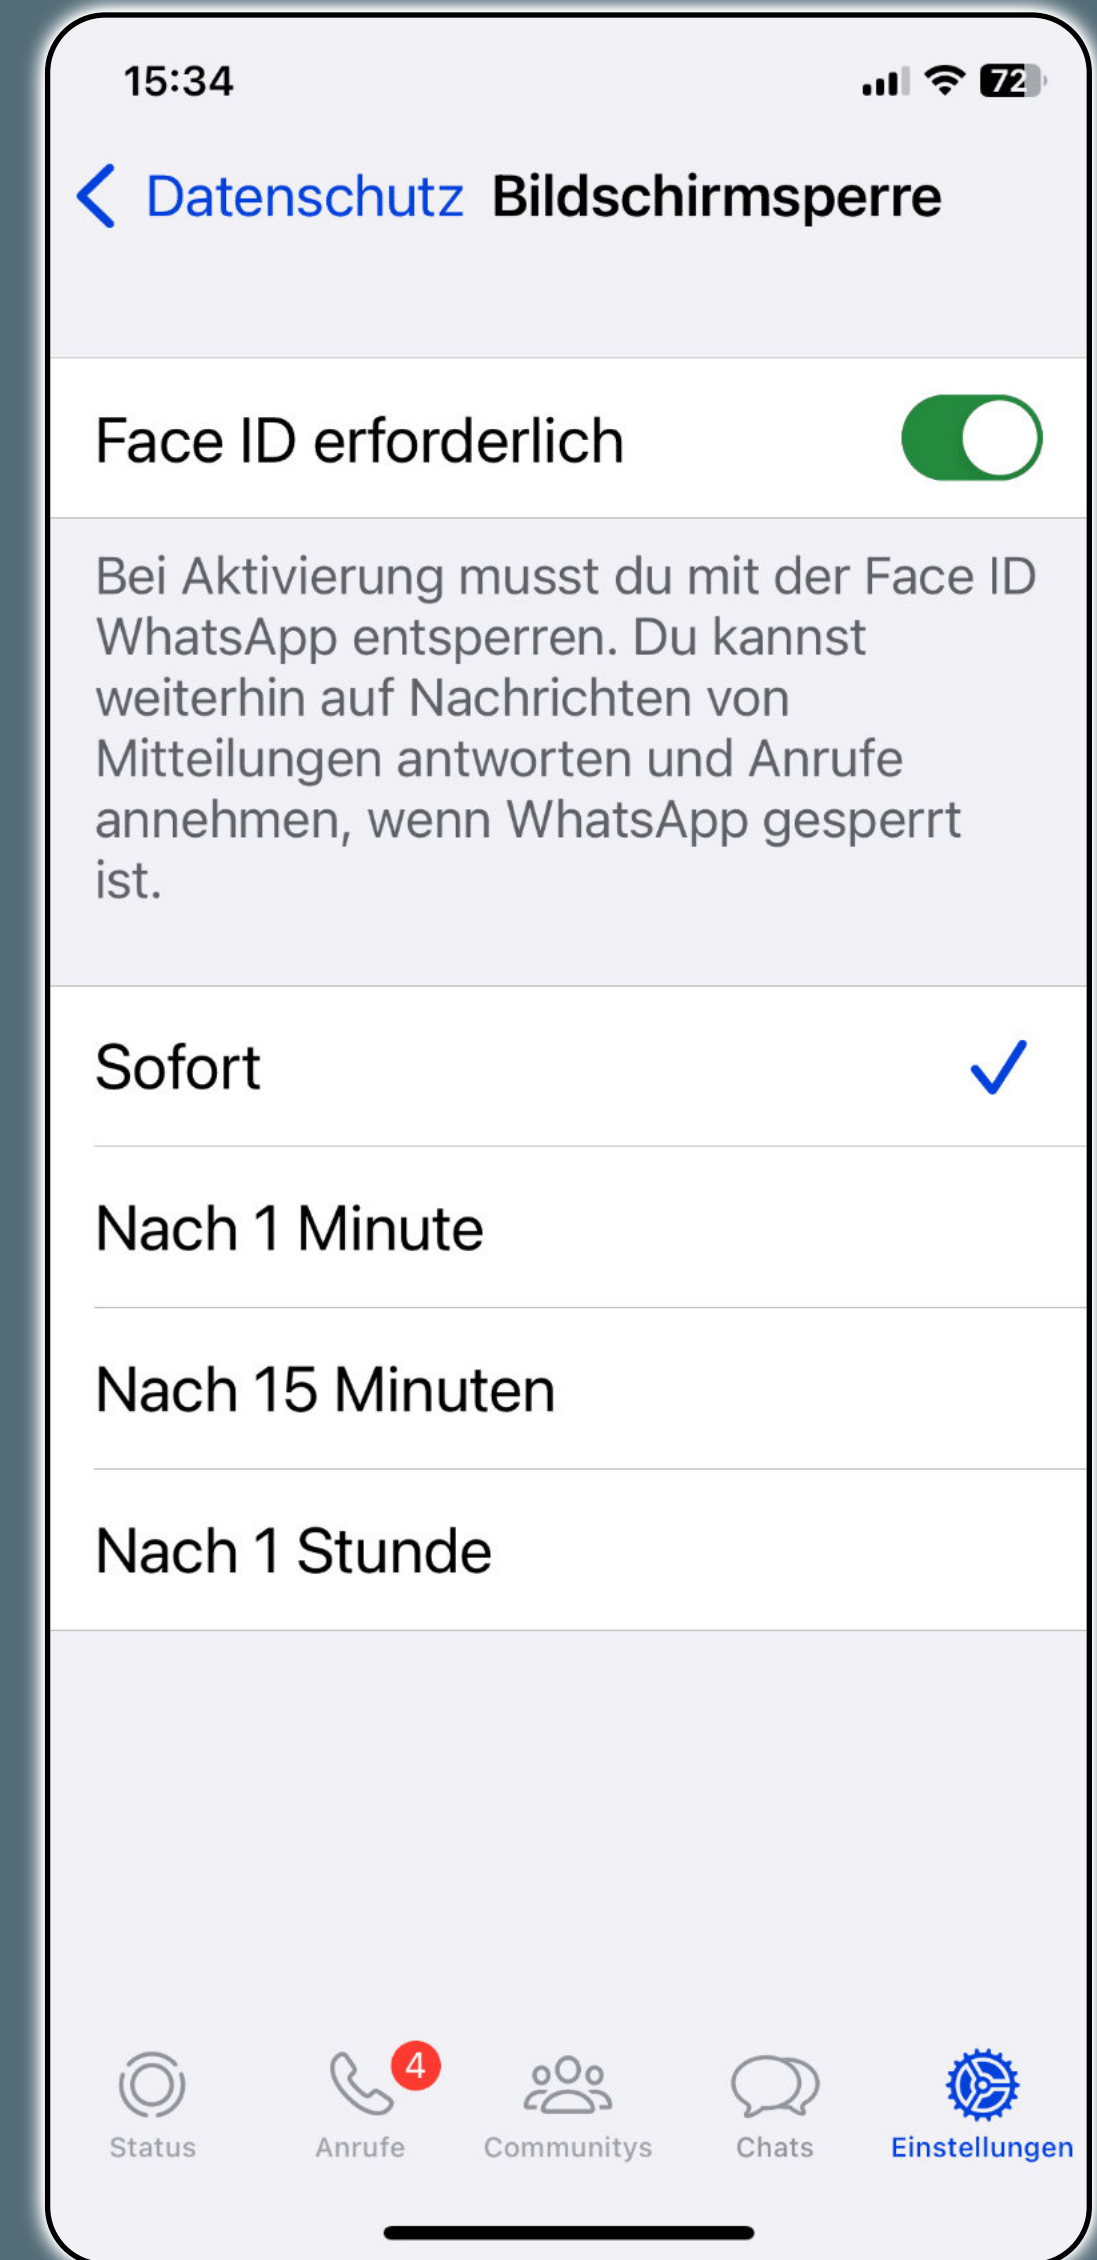 15:34
72
Datenschutz Bildschirmsperre
Face ID erforderlich
Bei Aktivierung musst du mit der Face ID
WhatsApp entsperren. Du kannst
weiterhin auf Nachrichten von
Mitteilungen antworten und Anrufe
annehmen, wenn WhatsApp gesperrt
ist.
Sofort
Nach 1 Minute
Nach 15 Minuten
Nach 1 Stunde
4
Status Anrufe Communitys Chats Einstellungen